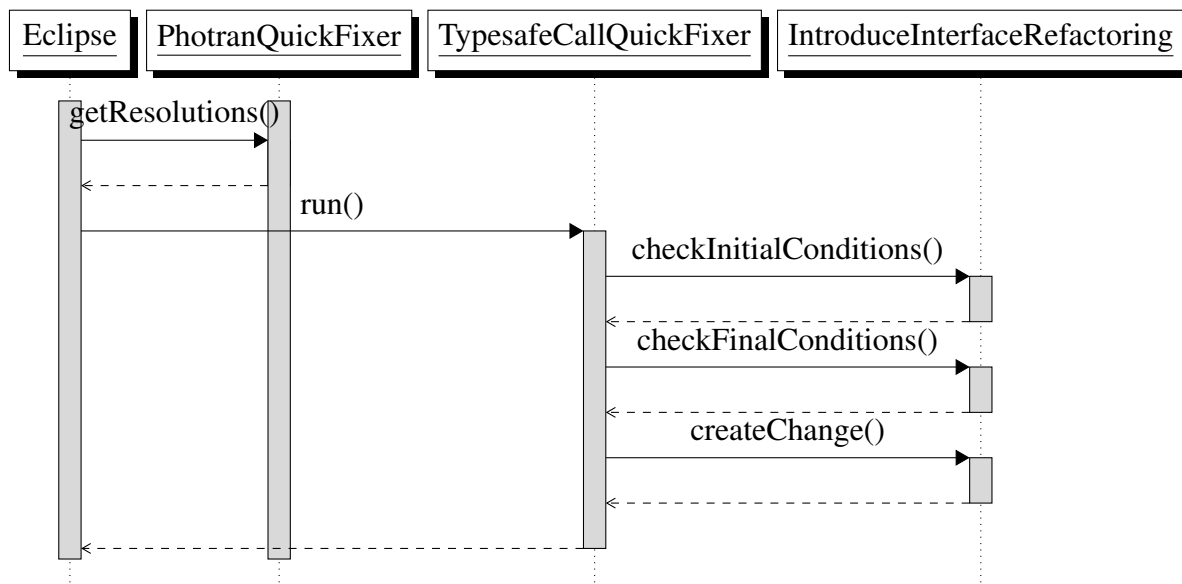 Eclipse
PhotranQuickFixer
TypesafeCallQuickFixer
IntroduceInterfaceRefactoring
getResolutions()
run()
checkInitialConditions()
checkFinalConditions()
createChange()